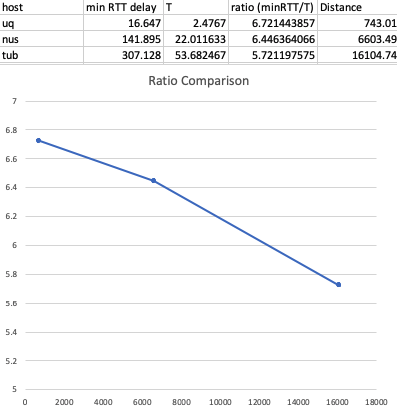 host min RTT delay T ratio (minRTT/T) Distance
uq 16.647 2.4767 6.721443857 743.01
nus 141.895 22.011633 6.446364066 6603.49
tub 307.128 53.682467 5.721197575 16104.74
Ratio Comparison
7
6.8
6.6
6.4
6.2
6
5.8
5.6
5.4
5.2
5
0 2000 4000 6000 8000 10000 12000 14000 16000 18000